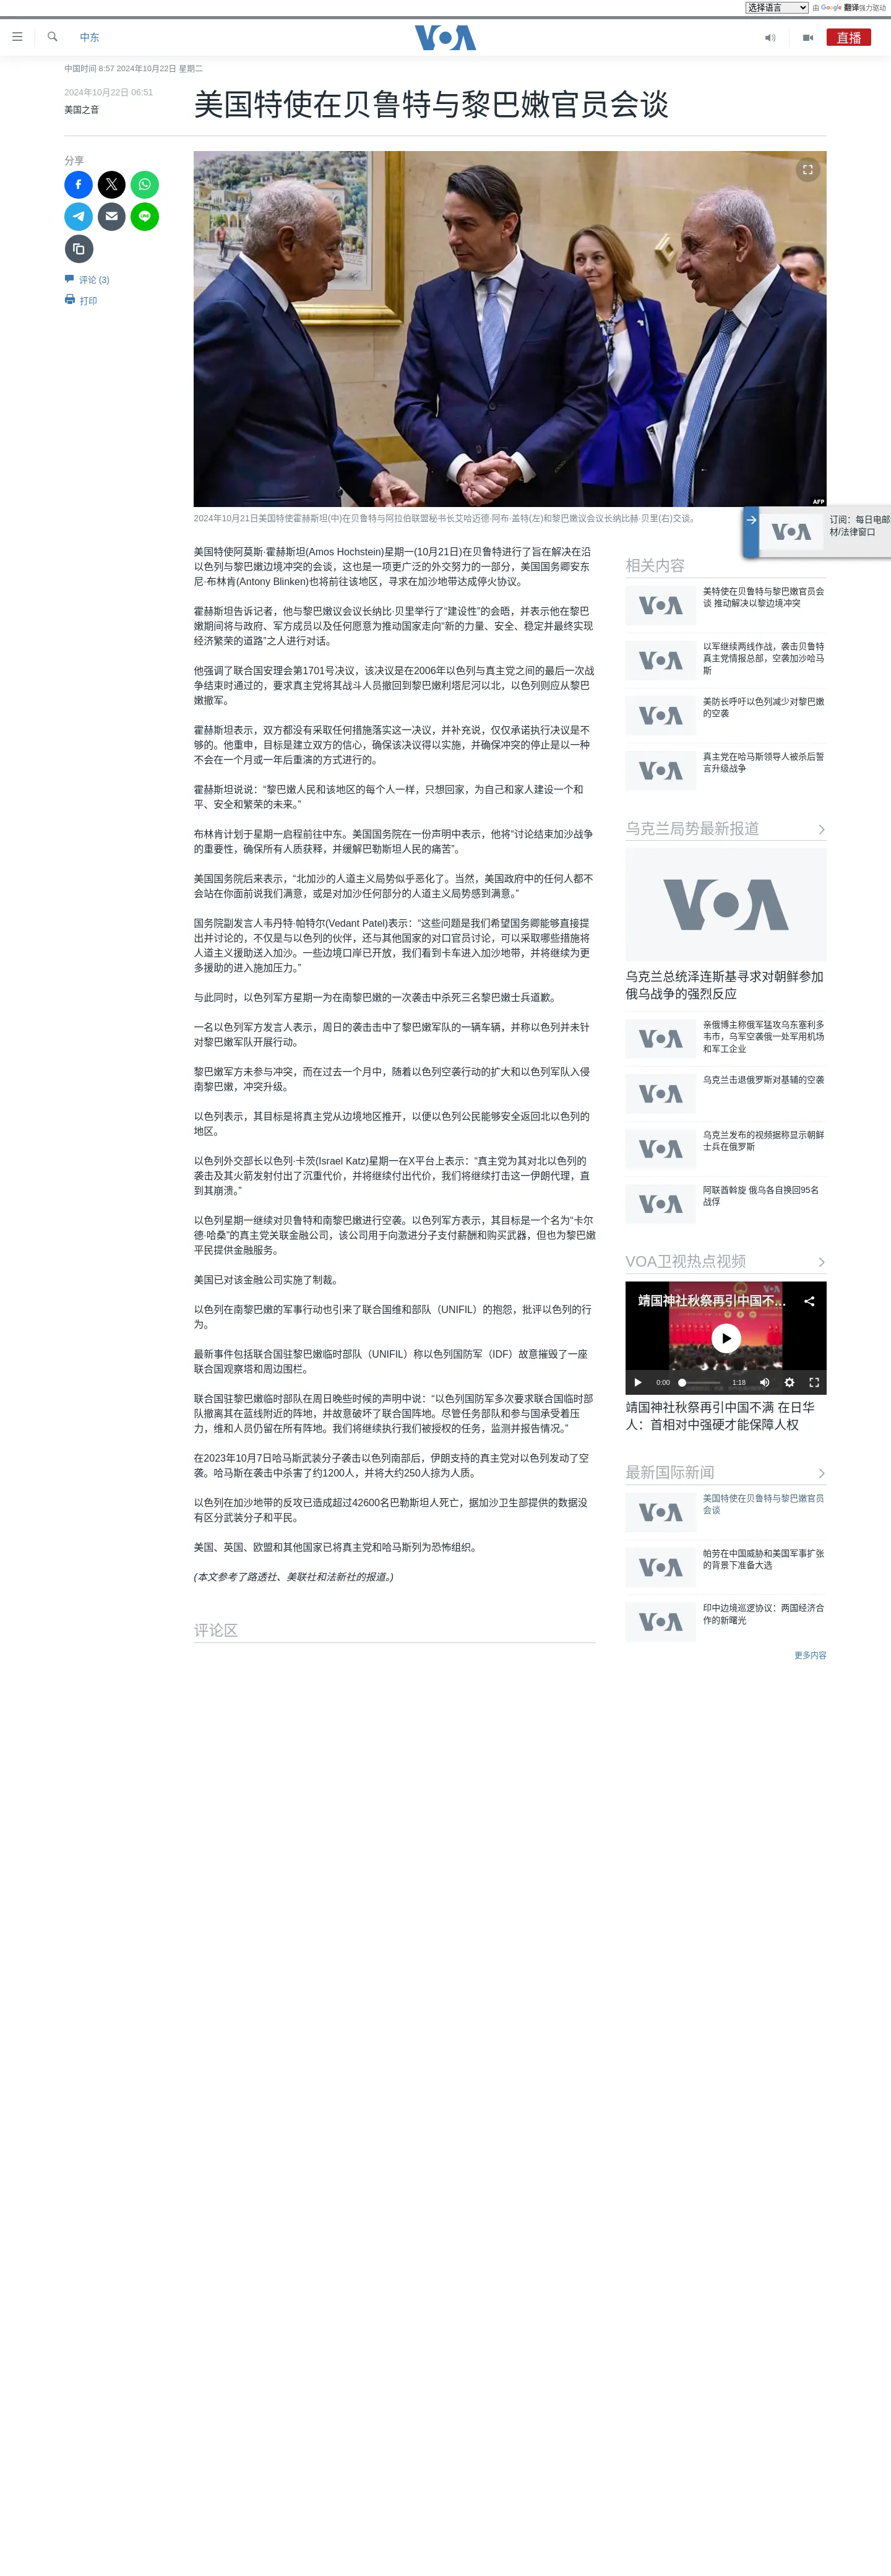 选择语言 由 Google 翻译强力驱动
中东
VOA
直播
中国时间 8:57 2024年10月22日 星期二
2024年10月22日 06:51
美国之音
美国特使在贝鲁特与黎巴嫩官员会谈
分享
评论 (3)
打印
AFP
2024年10月21日美国特使霍赫斯坦(中)在贝鲁特与阿拉伯联盟秘书长艾哈迈德·阿布·盖特(左)和黎巴嫩议会议长纳比赫·贝里(右)交谈。
订阅：每日电邮
材/法律窗口
美国特使阿莫斯·霍赫斯坦(Amos Hochstein)星期一(10月21日)在贝鲁特进行了旨在解决在沿
以色列与黎巴嫩边境冲突的会谈，这也是一项更广泛的外交努力的一部分，美国国务卿安东
尼·布林肯(Antony Blinken)也将前往该地区，寻求在加沙地带达成停火协议。
霍赫斯坦告诉记者，他与黎巴嫩议会议长纳比·贝里举行了“建设性”的会晤，并表示他在黎巴
嫩期间将与政府、军方成员以及任何愿意为推动国家走向“新的力量、安全、稳定并最终实现
经济繁荣的道路”之人进行对话。
他强调了联合国安理会第1701号决议，该决议是在2006年以色列与真主党之间的最后一次战
争结束时通过的，要求真主党将其战斗人员撤回到黎巴嫩利塔尼河以北，以色列则应从黎巴
嫩撤军。
霍赫斯坦表示，双方都没有采取任何措施落实这一决议，并补充说，仅仅承诺执行决议是不
够的。他重申，目标是建立双方的信心，确保该决议得以实施，并确保冲突的停止是以一种
不会在一个月或一年后重演的方式进行的。
霍赫斯坦说说：“黎巴嫩人民和该地区的每个人一样，只想回家，为自己和家人建设一个和
平、安全和繁荣的未来。”
布林肯计划于星期一启程前往中东。美国国务院在一份声明中表示，他将“讨论结束加沙战争
的重要性，确保所有人质获释，并缓解巴勒斯坦人民的痛苦”。
美国国务院后来表示，“北加沙的人道主义局势似乎恶化了。当然，美国政府中的任何人都不
会站在你面前说我们满意，或是对加沙任何部分的人道主义局势感到满意。”
国务院副发言人韦丹特·帕特尔(Vedant Patel)表示：“这些问题是我们希望国务卿能够直接提
出并讨论的，不仅是与以色列的伙伴，还与其他国家的对口官员讨论，可以采取哪些措施将
人道主义援助送入加沙。一些边境口岸已开放，我们看到卡车进入加沙地带，并将继续为更
多援助的进入施加压力。”
与此同时，以色列军方星期一为在南黎巴嫩的一次袭击中杀死三名黎巴嫩士兵道歉。
一名以色列军方发言人表示，周日的袭击击中了黎巴嫩军队的一辆车辆，并称以色列并未针
对黎巴嫩军队开展行动。
黎巴嫩军方未参与冲突，而在过去一个月中，随着以色列空袭行动的扩大和以色列军队入侵
南黎巴嫩，冲突升级。
以色列表示，其目标是将真主党从边境地区推开，以便以色列公民能够安全返回北以色列的
地区。
以色列外交部长以色列·卡茨(Israel Katz)星期一在X平台上表示：“真主党为其对北以色列的
袭击及其火箭发射付出了沉重代价，并将继续付出代价，我们将继续打击这一伊朗代理，直
到其崩溃。”
以色列星期一继续对贝鲁特和南黎巴嫩进行空袭。以色列军方表示，其目标是一个名为“卡尔
德·哈桑”的真主党关联金融公司，该公司用于向激进分子支付薪酬和购买武器，但也为黎巴嫩
平民提供金融服务。
美国已对该金融公司实施了制裁。
以色列在南黎巴嫩的军事行动也引来了联合国维和部队（UNIFIL）的抱怨，批评以色列的行
为。
最新事件包括联合国驻黎巴嫩临时部队（UNIFIL）称以色列国防军（IDF）故意摧毁了一座
联合国观察塔和周边围栏。
联合国驻黎巴嫩临时部队在周日晚些时候的声明中说：“以色列国防军多次要求联合国临时部
队撤离其在蓝线附近的阵地，并故意破坏了联合国阵地。尽管任务部队和参与国承受着压
力，维和人员仍留在所有阵地。我们将继续执行我们被授权的任务，监测并报告情况。”
在2023年10月7日哈马斯武装分子袭击以色列南部后，伊朗支持的真主党对以色列发动了空
袭。哈马斯在袭击中杀害了约1200人，并将大约250人掠为人质。
以色列在加沙地带的反攻已造成超过42600名巴勒斯坦人死亡，据加沙卫生部提供的数据没
有区分武装分子和平民。
美国、英国、欧盟和其他国家已将真主党和哈马斯列为恐怖组织。
(本文参考了路透社、美联社和法新社的报道。)
评论区
相关内容
美特使在贝鲁特与黎巴嫩官员会
谈 推动解决以黎边境冲突
以军继续两线作战，袭击贝鲁特
真主党情报总部，空袭加沙哈马
斯
美防长呼吁以色列减少对黎巴嫩
的空袭
真主党在哈马斯领导人被杀后誓
言升级战争
乌克兰局势最新报道
VOA
乌克兰总统泽连斯基寻求对朝鲜参加
俄乌战争的强烈反应
亲俄博主称俄军猛攻乌东塞利多
韦市，乌军空袭俄一处军用机场
和军工企业
乌克兰击退俄罗斯对基辅的空袭
乌克兰发布的视频据称显示朝鲜
士兵在俄罗斯
阿联酋斡旋 俄乌各自换回95名
战俘
VOA卫视热点视频
靖国神社秋祭再引中国不...
0:00 1:18
靖国神社秋祭再引中国不满 在日华
人：首相对中强硬才能保障人权
最新国际新闻
美国特使在贝鲁特与黎巴嫩官员
会谈
帕劳在中国威胁和美国军事扩张
的背景下准备大选
印中边境巡逻协议：两国经济合
作的新曙光
更多内容